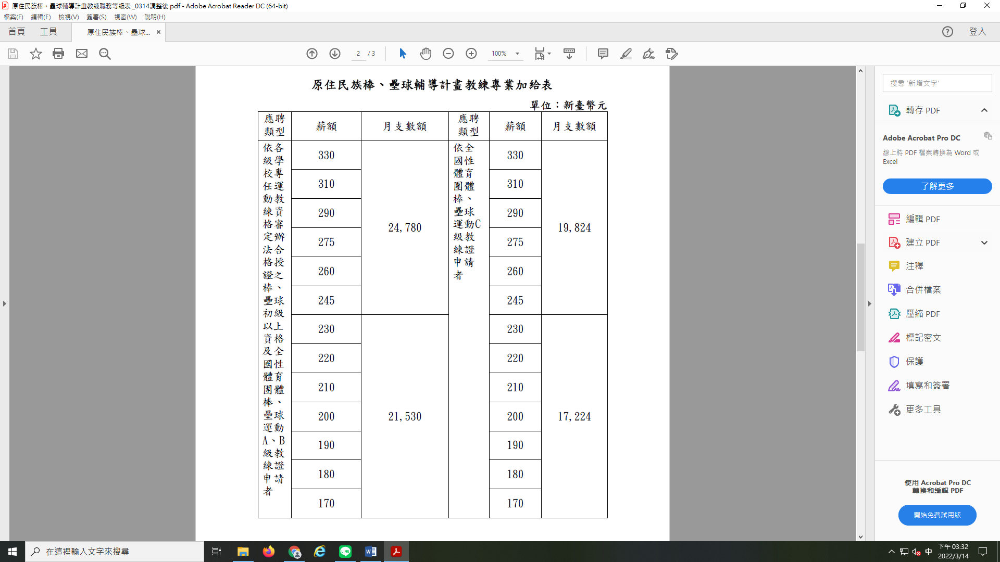 原住民族棒、壘球輔導計畫教練職務等級表_0314調整後.pdf - Adobe Acrobat Reader DC (64-bit)
檔案(F) 編輯(E) 檢視(V) 簽署(S) 視窗(W) 說明(H)
首頁 工具 原住民族棒、壘球... × 登入
2 / 3 100%
原住民族棒、壘球輔導計畫教練專業加給表
單位：新臺幣元
應聘
類型
薪額
月支數額
應聘
類型
薪額
月支數額
依各
級學
校專
任運
動教
練資
格審
定辦
法合
格授
證之
棒、
壘球
初級
以上
資格
及全
國性
體育
團體
棒、
壘球
運動
A、B
級教
練證
申請
者
330
310
290
275
260
245
24,780
230
220
210
200
190
180
170
21,530
依全
國性
體育
團體
棒、
壘球
運動C
級教
練證
申請
者
330
310
290
275
260
245
19,824
230
220
210
200
190
180
170
17,224
搜尋 '新增文字'
轉存 PDF
Adobe Acrobat Pro DC
線上將 PDF 檔案轉換為 Word 或
Excel
了解更多
編輯 PDF
建立 PDF
注釋
合併檔案
壓縮 PDF
標記密文
保護
填寫和簽署
更多工具
使用 Acrobat Pro DC
轉換和編輯 PDF
開始免費試用版
在這裡輸入文字來搜尋
LINE
中
下午 03:32
2022/3/14